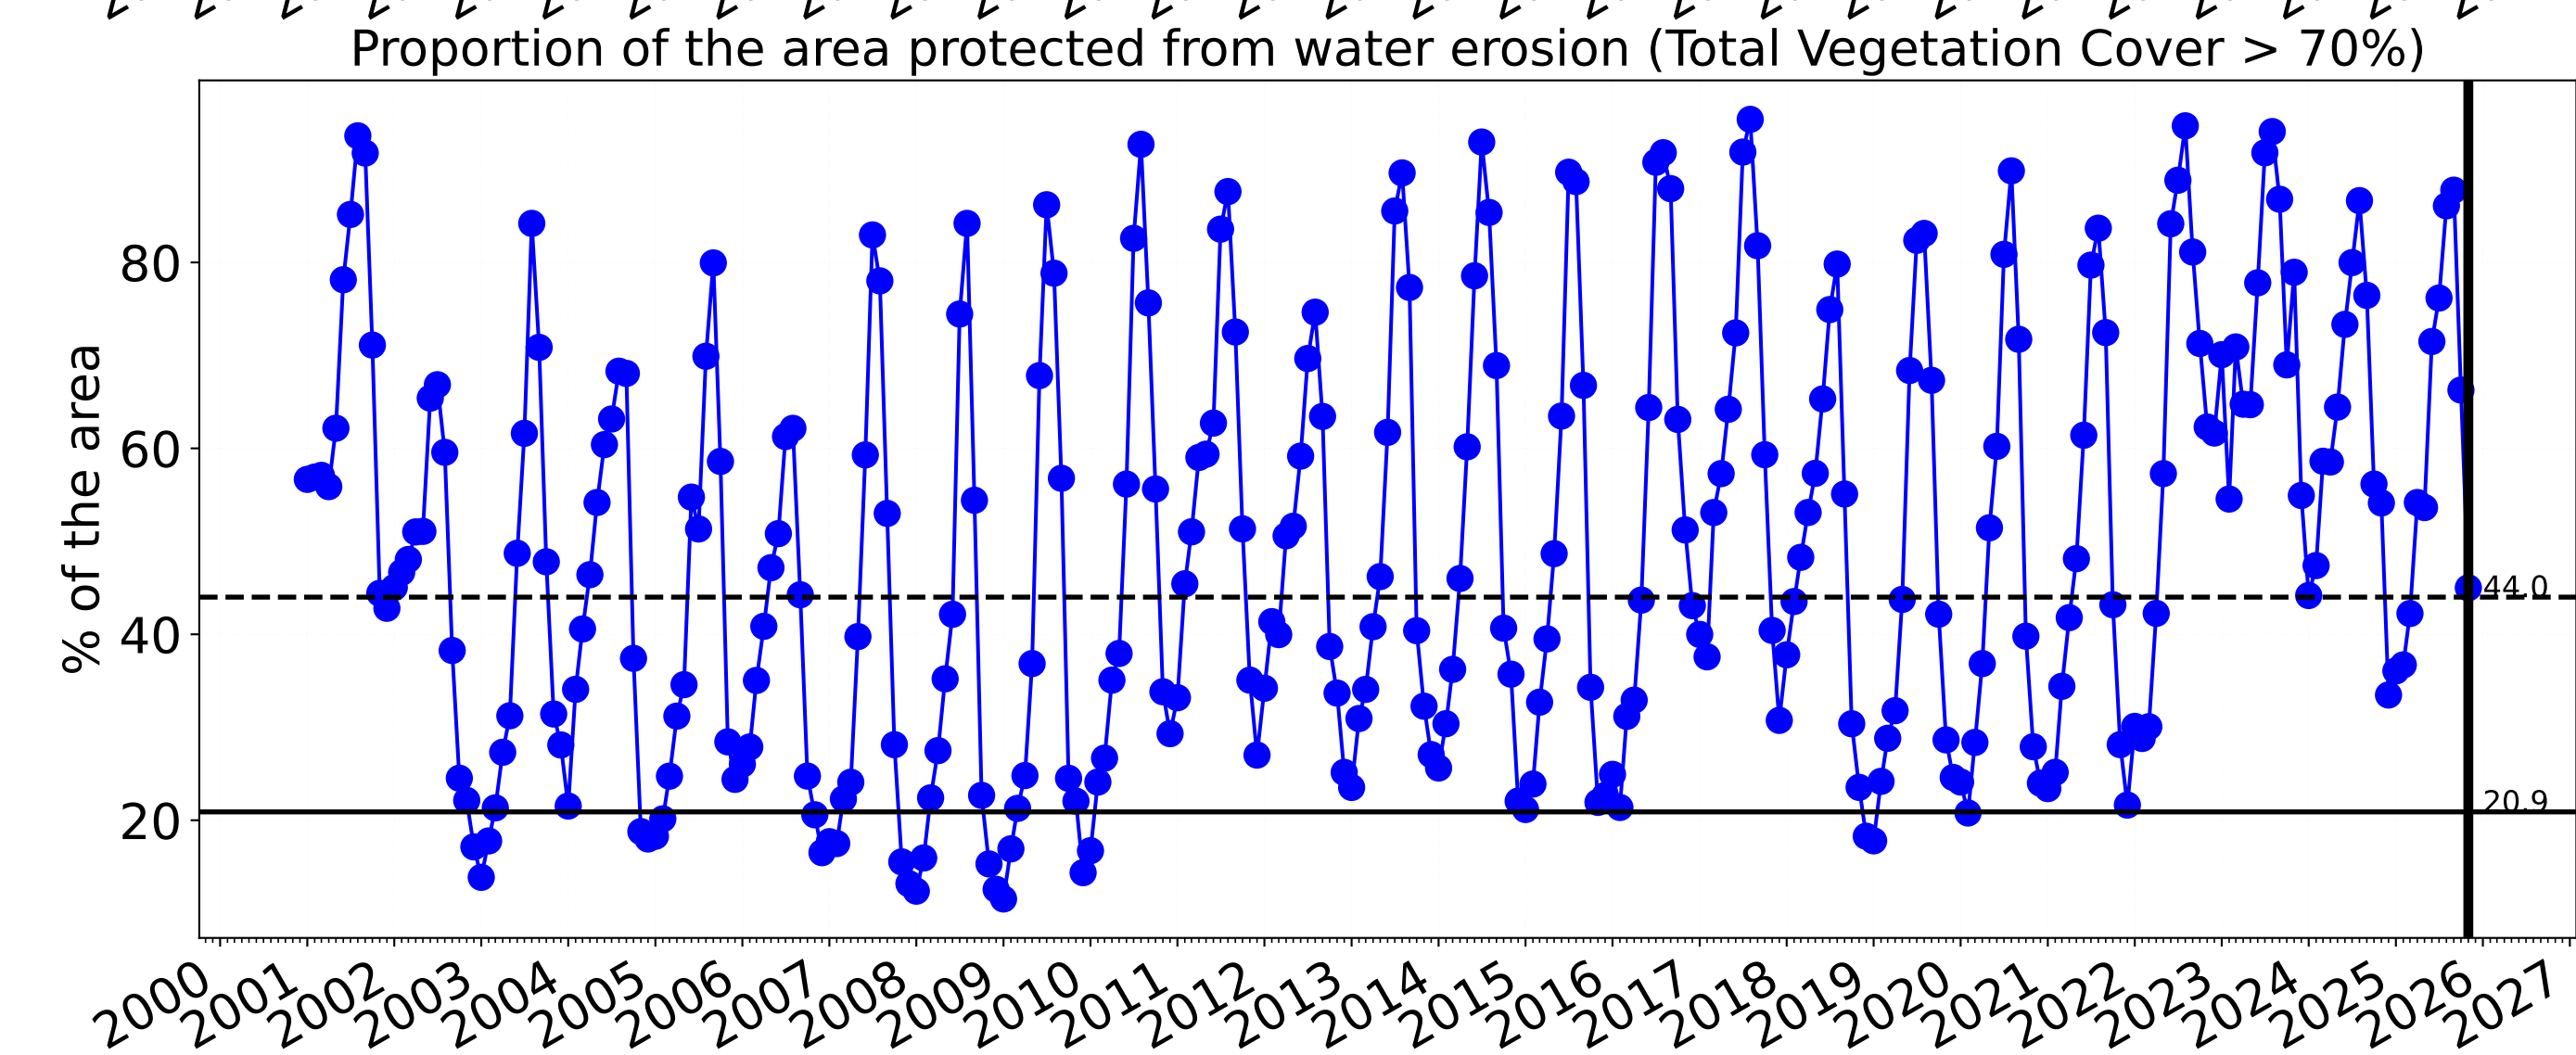 Proportion of the area protected from water erosion (Total Vegetation Cover > 70%)
% of the area
80
60
40
20
44.0
20.9
2000 2001 2002 2003 2004 2005 2006 2007 2008 2009 2010 2011 2012 2013 2014 2015 2016 2017 2018 2019 2020 2021 2022 2023 2024 2025 2026 2027